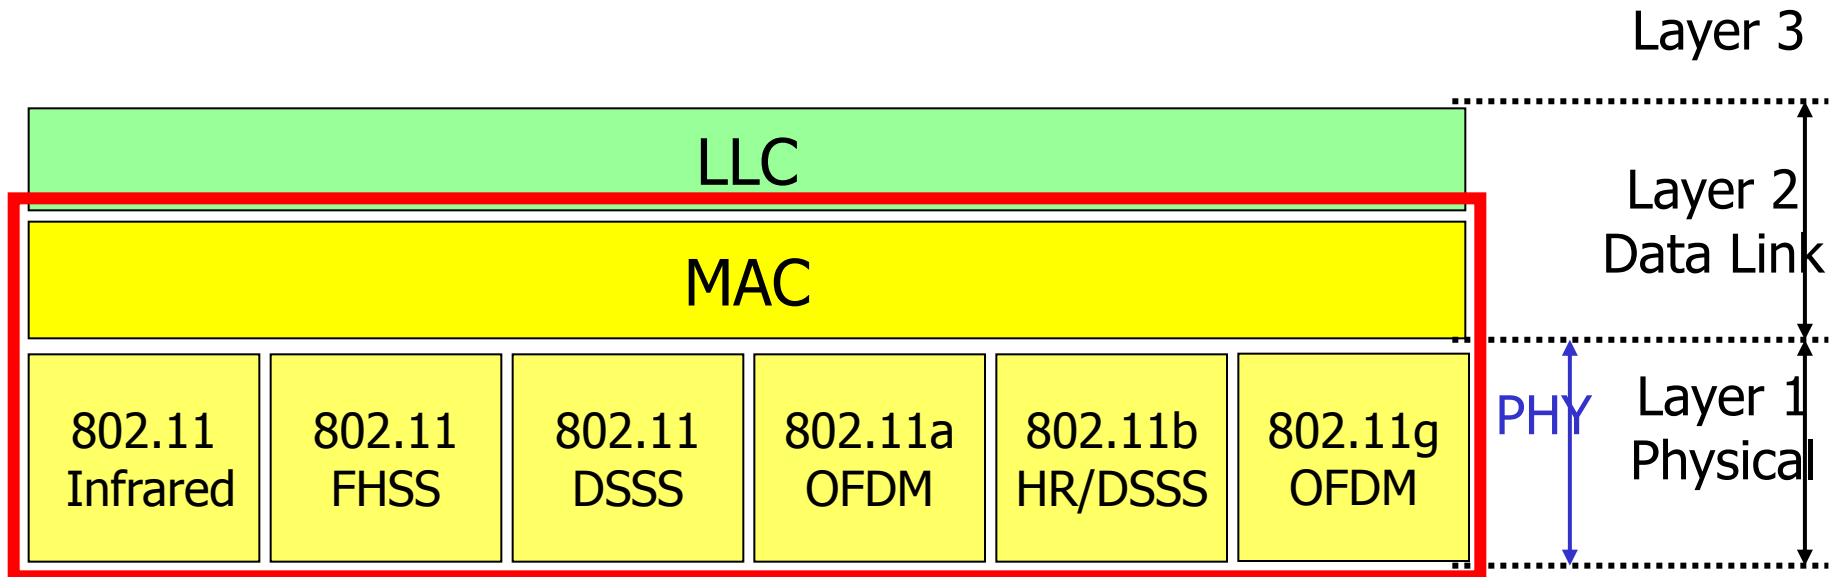 Layer 3
LLC
Layer 2
Data Link
MAC
802.11
Infrared
802.11
FHSS
802.11
DSSS
802.11a
OFDM
802.11b
HR/DSSS
802.11g
OFDM
PHY
Layer 1
Physical